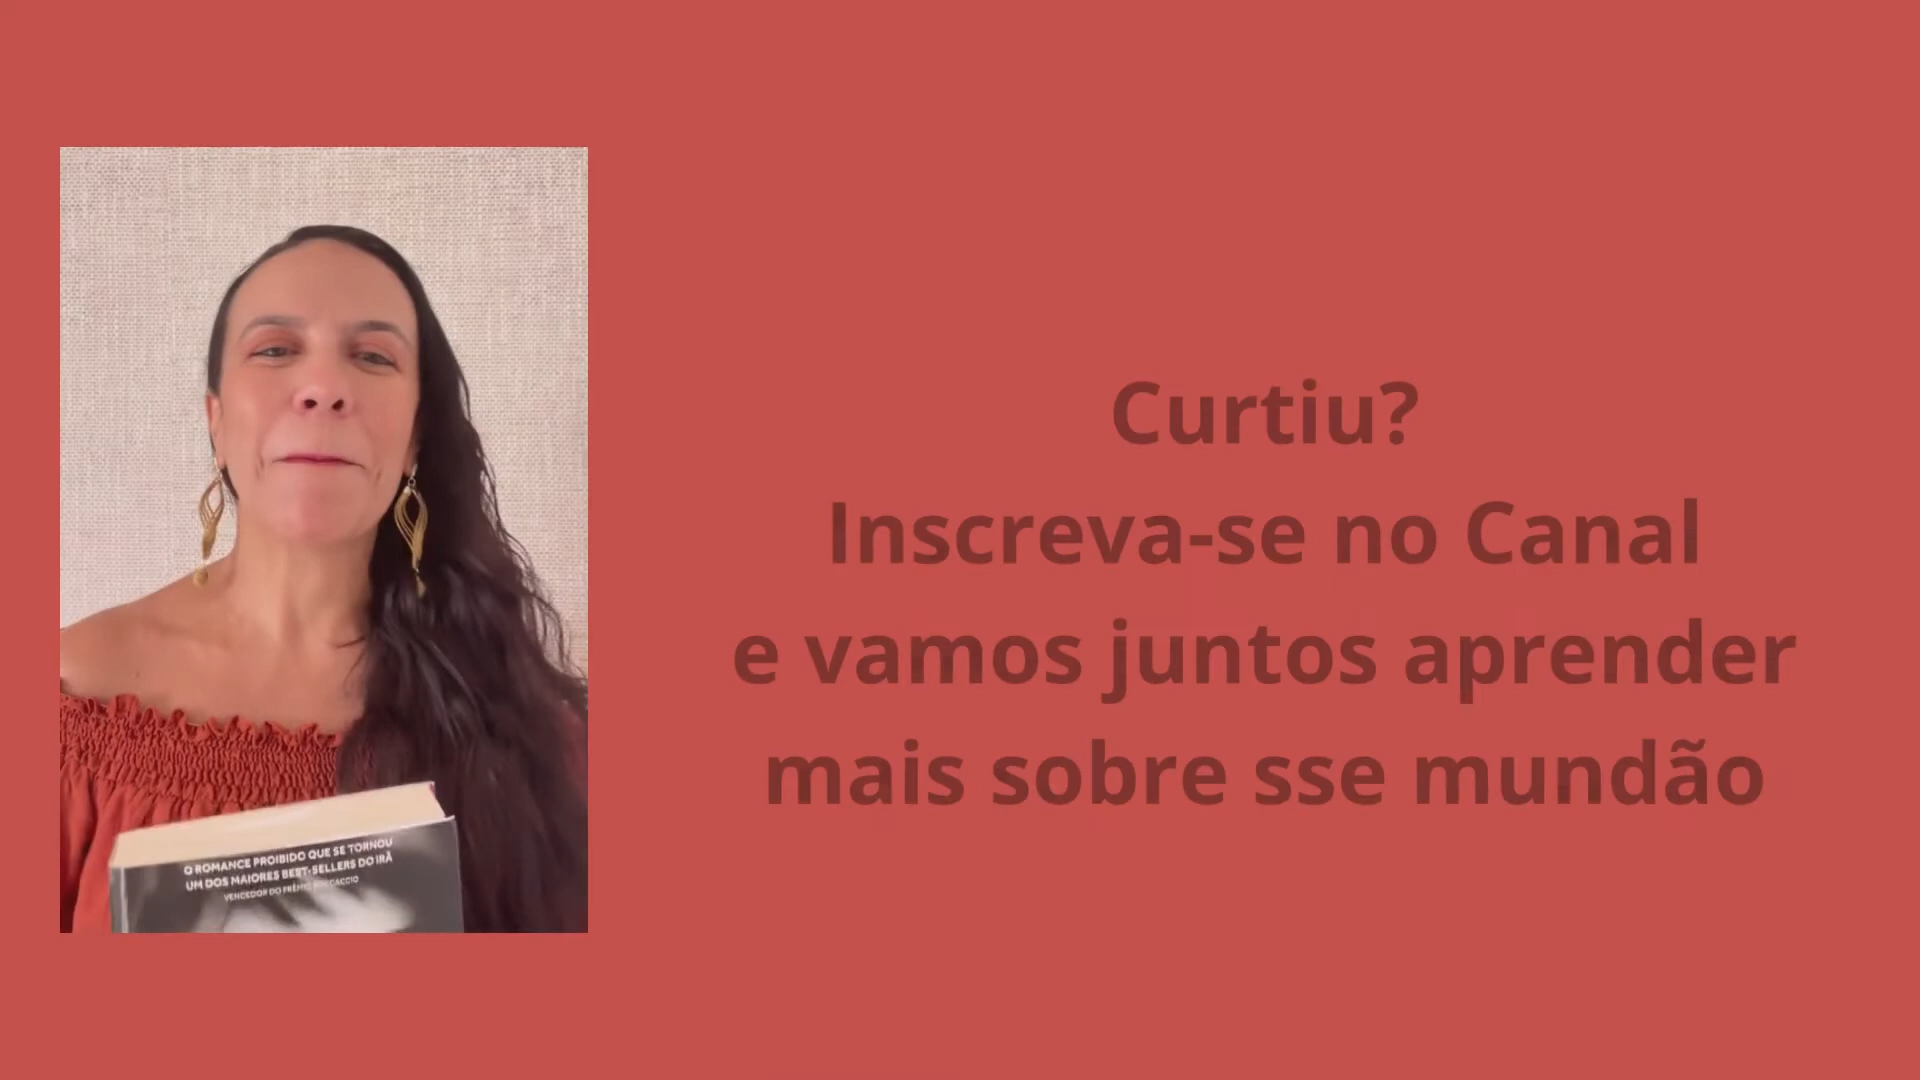 Curtiu?
Inscreva-se no Canal
e vamos juntos aprender
mais sobre sse mundão
O ROMANCE PROIBIDO QUE SE TORNOU
UM DOS MAIORES BEST-SELLERS DO IRÃ
VENCEDOR DO PRÊMIO BOCCACCIO